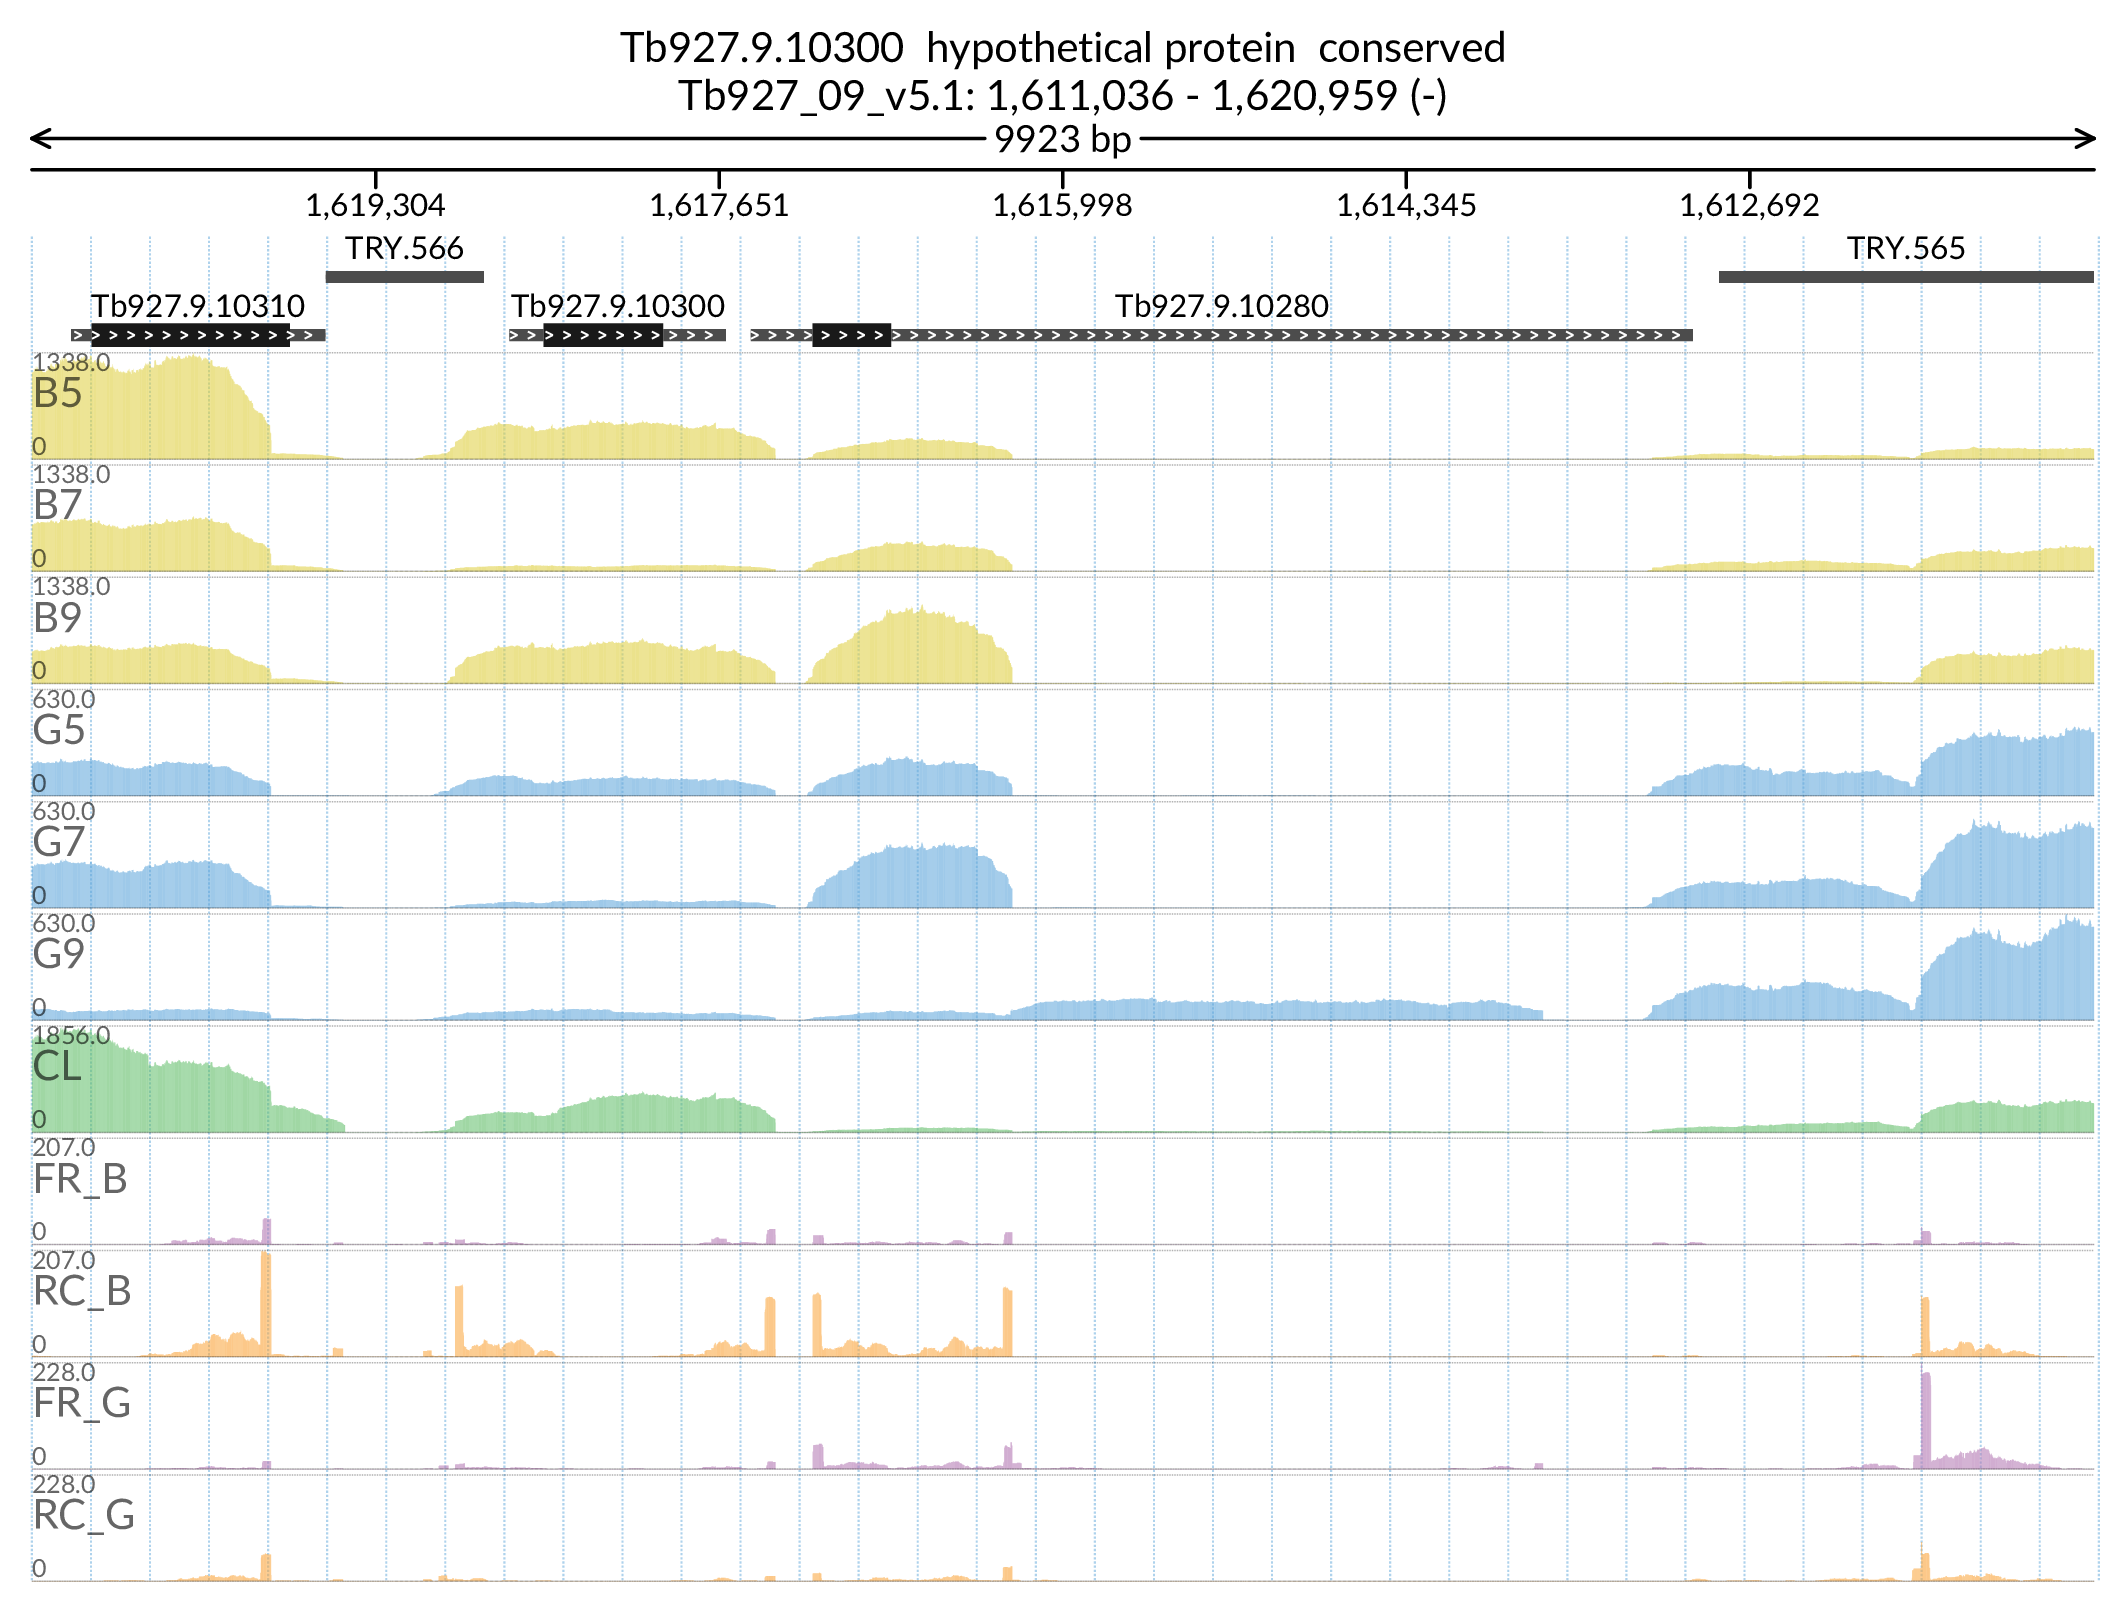 Tb927.9.10300 hypothetical protein conserved
Tb927_09_v5.1: 1,611,036 - 1,620,959 (-)
9923 bp
1,619,304 1,617,651 1,615,998 1,614,345 1,612,692
TRY.566 TRY.565
Tb927.9.10310 Tb927.9.10300 Tb927.9.10280
1338.0
B5
0
1338.0
B7
0
1338.0
B9
0
630.0
G5
0
630.0
G7
0
630.0
G9
0
1856.0
CL
0
207.0
FR_B
0
207.0
RC_B
0
228.0
FR_G
0
228.0
RC_G
0